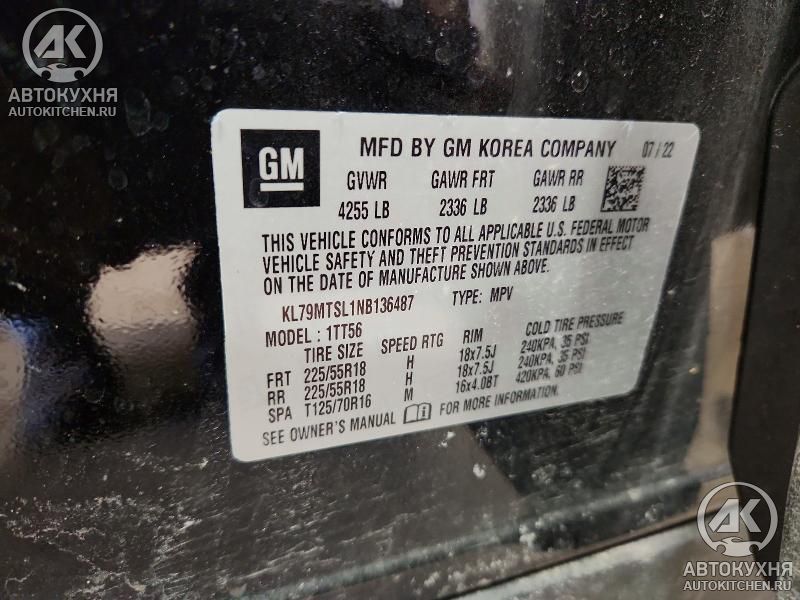 АК
АВТОКУХНЯ
AUTOKITCHEN.RU
GM
MFD BY GM KOREA COMPANY 07 / 22
GVWR GAWR FRT GAWR RR
4255 LB 2336 LB 2336 LB
THIS VEHICLE CONFORMS TO ALL APPLICABLE U.S. FEDERAL MOTOR
VEHICLE SAFETY AND THEFT PREVENTION STANDARDS IN EFFECT
ON THE DATE OF MANUFACTURE SHOWN ABOVE.
KL79MTSL1NB136487 TYPE: MPV
MODEL : 1TT56
TIRE SIZE SPEED RTG RIM COLD TIRE PRESSURE
FRT 225/55R18 H 18x7.5J 240KPA, 35 PSI
RR 225/55R18 H 18x7.5J 240KPA, 35 PSI
SPA T125/70R16 M 16x4.0BT 420KPA, 60 PSI
SEE OWNER'S MANUAL FOR MORE INFORMATION.
АК
АВТОКУХНЯ
AUTOKITCHEN.RU